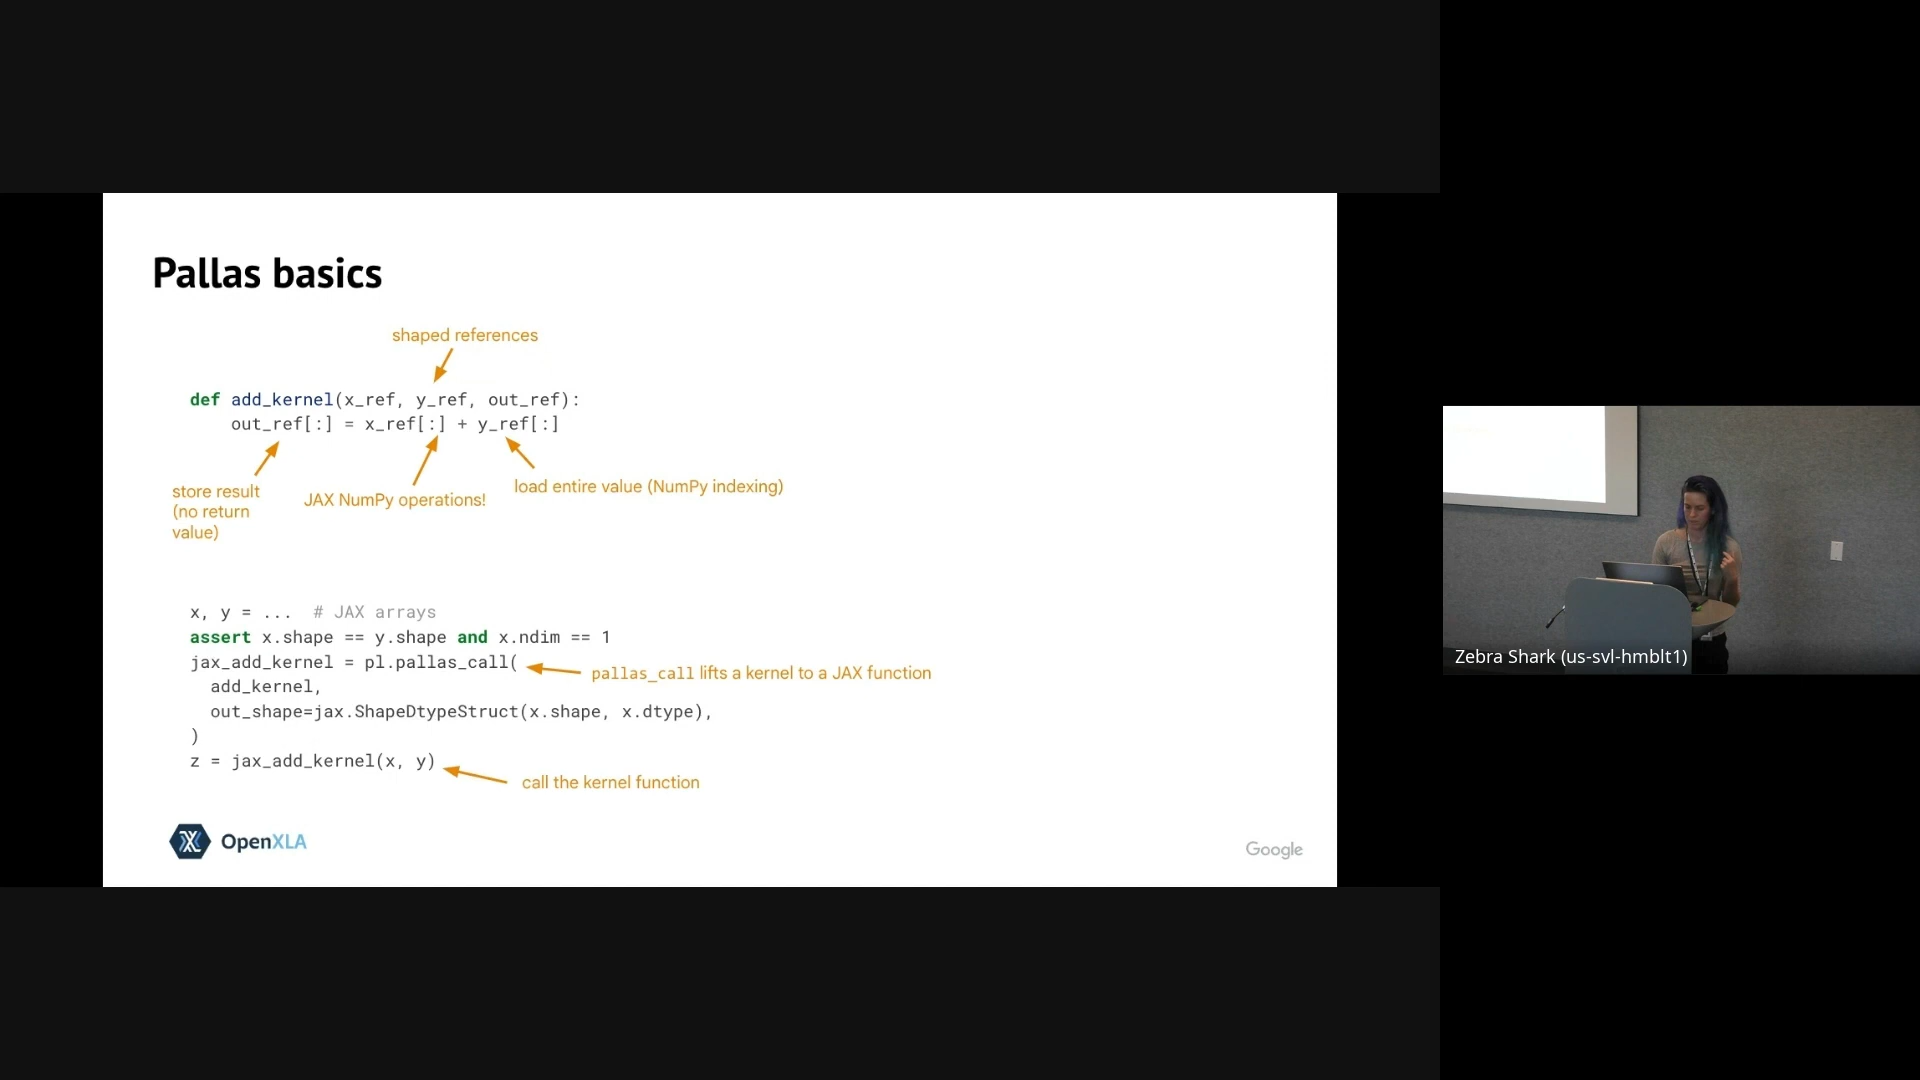 Pallas basics
shaped references
def add_kernel(x_ref, y_ref, out_ref):
out_ref[:] = x_ref[:] + y_ref[:]
store result
(no return
value)
JAX NumPy operations!
load entire value (NumPy indexing)
x, y = ...  # JAX arrays
assert x.shape == y.shape and x.ndim == 1
jax_add_kernel = pl.pallas_call(
pallas_call lifts a kernel to a JAX function
add_kernel,
out_shape=jax.ShapeDtypeStruct(x.shape, x.dtype),
)
z = jax_add_kernel(x, y)
call the kernel function
OpenXLA
Google
Zebra Shark (us-svl-hmblt1)